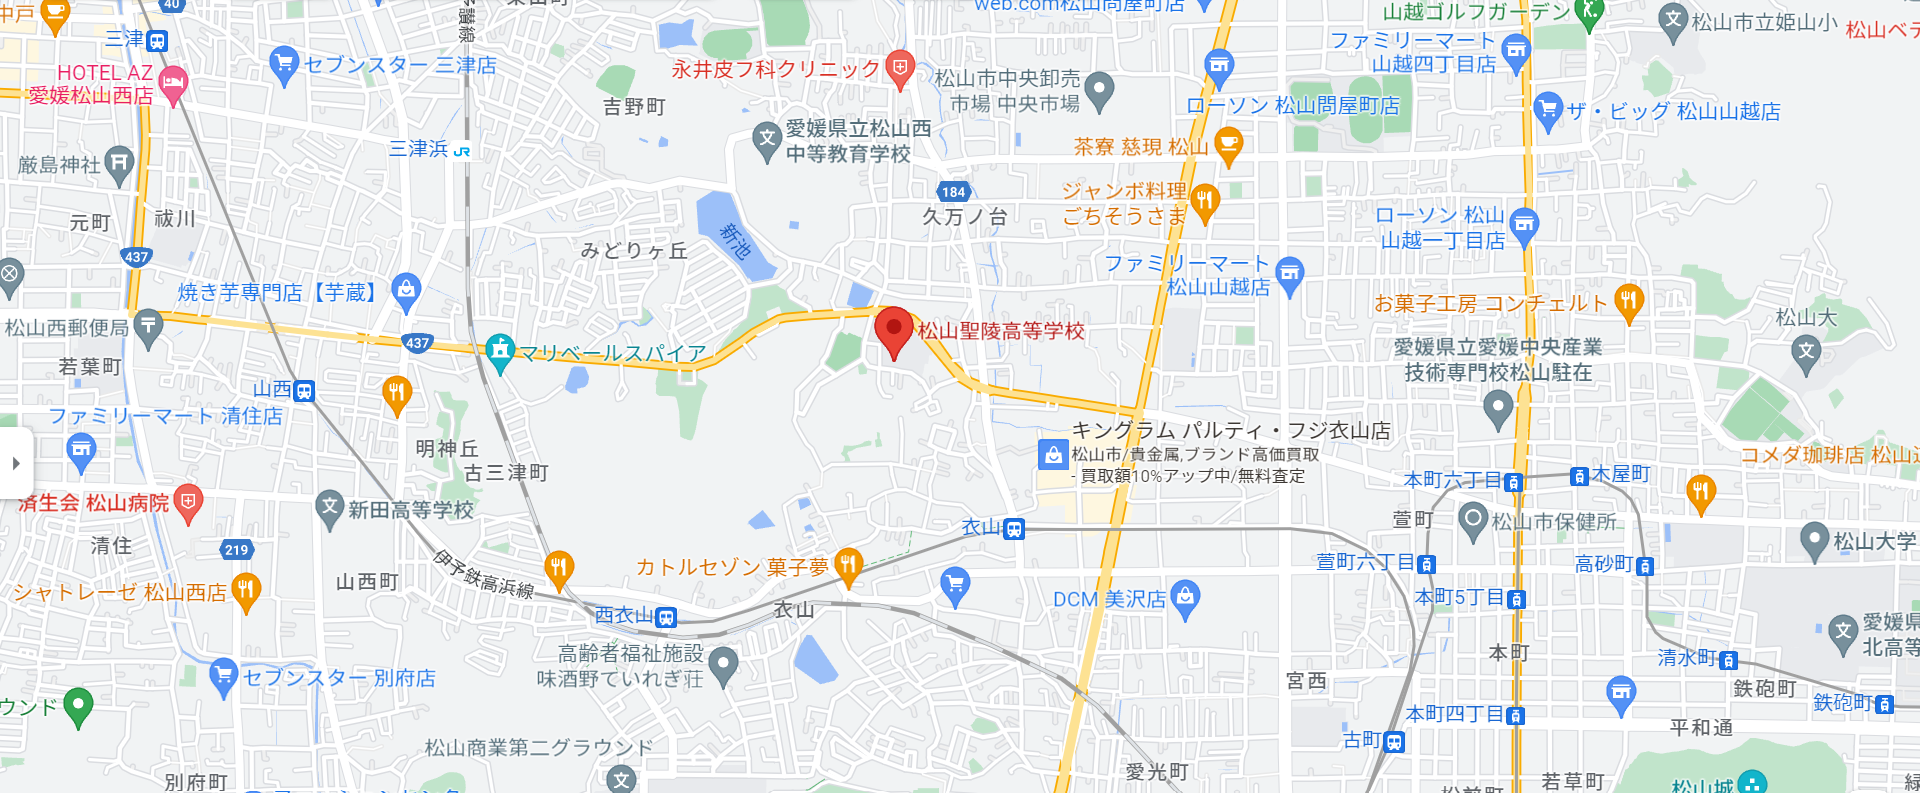 中戸
三津
40
予讃線
web.com松山問屋町店
山越ゴルフガーデン
松山市立姫山小
松山ベテ
HOTEL AZ
愛媛松山西店
セブンスター 三津店
吉野町
永井皮フ科クリニック
松山市中央卸売
市場 中央市場
ファミリーマート
山越四丁目店
ローソン 松山問屋町店
ザ・ビッグ 松山山越店
愛媛県立松山西
中等教育学校
三津浜
JR
茶寮 慈現 松山
厳島神社
184
ジャンボ料理
ごちそうさま
元町
祓川
久万ノ台
ローソン 松山
山越一丁目店
437
みどりヶ丘
新池
ファミリーマート
松山山越店
焼き芋専門店【芋蔵】
お菓子工房 コンチェルト
松山西郵便局
437
マリベールスパイア
松山聖陵高等学校
松山大
若葉町
愛媛県立愛媛中央産業
技術専門校松山駐在
山西
ファミリーマート 清住店
明神丘
古三津町
キングラム パルティ・フジ衣山店
松山市/貴金属,ブランド高価買取
- 買取額10%アップ中/無料査定
コメダ珈琲店 松山
本町六丁目
木屋町
済生会 松山病院
新田高等学校
衣山
萱町
松山市保健所
清住
219
松山大学
伊予鉄高浜線
カトルセゾン 菓子夢
萱町六丁目
高砂町
山西町
シャトレーゼ 松山西店
西衣山
衣山
DCM 美沢店
本町5丁目
愛媛県
北高等
高齢者福祉施設
味酒野ていれぎ荘
本町
清水町
セブンスター 別府店
宮西
鉄砲町
鉄砲町
ウンド
本町四丁目
平和通
松山商業第二グラウンド
古町
別府町
愛光町
若草町
松山城